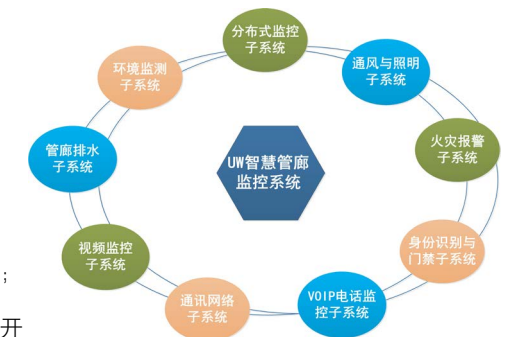 分布式监控
子系统
通风与照明
子系统
火灾报警
子系统
身份识别与
门禁子系统
VOIP电话监
控子系统
通讯网络
子系统
视频监控
子系统
管廊排水
子系统
环境监测
子系统
UW智慧管廊
监控系统
；
开